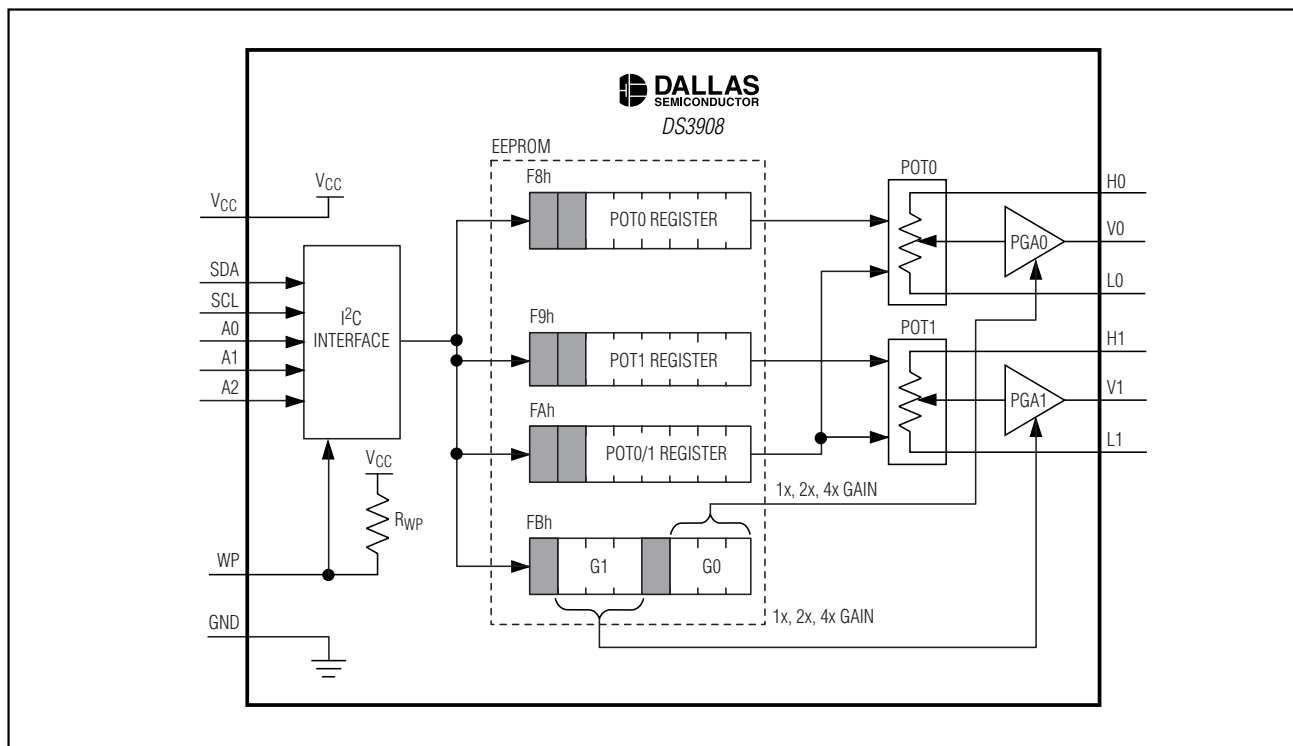 DALLAS
SEMICONDUCTOR
DS3908
EEPROM
F8h
POT0 REGISTER
F9h
POT1 REGISTER
FAh
POT0/1 REGISTER
FBh
G1
G0
VCC
VCC
SDA
SCL
A0
A1
A2
I²C
INTERFACE
VCC
RWP
WP
GND
POT0
H0
PGA0
V0
L0
POT1
H1
PGA1
V1
L1
1x, 2x, 4x GAIN
1x, 2x, 4x GAIN